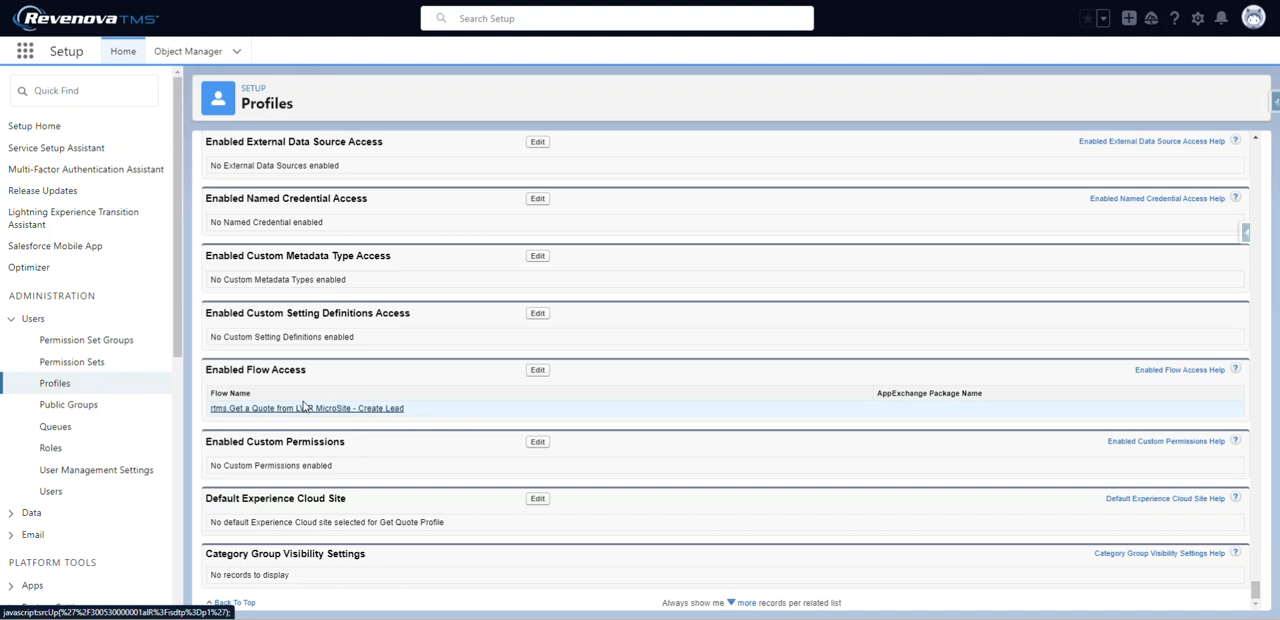 RevenovaTMS
Search Setup
Setup
Home
Object Manager
Quick Find
Setup Home
Service Setup Assistant
Multi-Factor Authentication Assistant
Release Updates
Lightning Experience Transition
Assistant
Salesforce Mobile App
Optimizer
ADMINISTRATION
Users
Permission Set Groups
Permission Sets
Profiles
Public Groups
Queues
Roles
User Management Settings
Users
Data
Email
PLATFORM TOOLS
Apps
SETUP
Profiles
Enabled External Data Source Access
Edit
Enabled External Data Source Access Help ?
No External Data Sources enabled
Enabled Named Credential Access
Edit
Enabled Named Credential Access Help ?
No Named Credential enabled
Enabled Custom Metadata Type Access
Edit
No Custom Metadata Types enabled
Enabled Custom Setting Definitions Access
Edit
No Custom Setting Definitions enabled
Enabled Flow Access
Edit
Enabled Flow Access Help ?
Flow Name
AppExchange Package Name
rtms.Get a Quote from MicroSite - Create Lead
Enabled Custom Permissions
Edit
Enabled Custom Permissions Help ?
No Custom Permissions enabled
Default Experience Cloud Site
Edit
Default Experience Cloud Site Help ?
No default Experience Cloud site selected for Get Quote Profile
Category Group Visibility Settings
Category Group Visibility Settings Help ?
No records to display
Back To Top
Always show me more records per related list